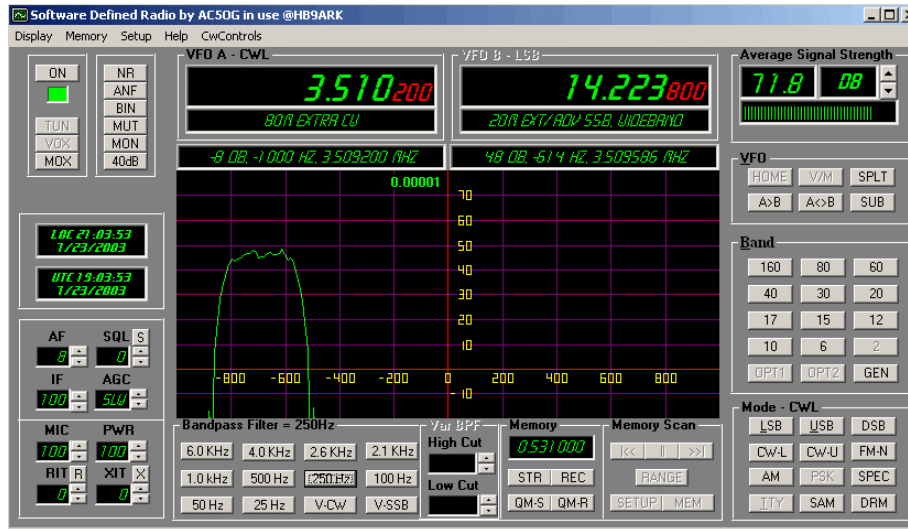 Software Defined Radio by AC5OG in use @HB9ARK
Display Memory Setup Help CwControls
VFO A - CWL
VFO B - LSB
Average Signal Strength
ON
TUN
VOX
MOX
NR
ANF
BIN
MUT
MON
40dB
3.510200
80M EXTRA CW
14.223800
20M EXT/ADV SSB, WIDEBAND
71.8 DB
-8 DB, -1000 HZ, 3.509200 MHZ
48 DB, -614 HZ, 3.509586 MHZ
VFO
HOME V/M SPLT
A>B A<>B SUB
0.00001
70
60
50
40
30
20
10
-800 -600 -400 -200 0 200 400 600 800
-10
LOC 21:03:53
7/23/2003
UTC 19:03:53
7/23/2003
Band
160 80 60
40 30 20
17 15 12
10 6 2
OPT1 OPT2 GEN
AF SQL S
8 0
IF AGC
100 SLW
MIC PWR
100 100
RIT R XIT X
0 0
Bandpass Filter = 250Hz
6.0 KHz 4.0 KHz 2.6 KHz 2.1 KHz
1.0 kHz 500 Hz 250 Hz 100 Hz
50 Hz 25 Hz V-CW V-SSB
Var BPF
High Cut
Low Cut
Memory
0.531000
STR REC
QM-S QM-R
Memory Scan
|<< || >>|
RANGE
SETUP MEM
Mode - CWL
LSB USB DSB
CW-L CW-U FM-N
AM PSK SPEC
TTY SAM DRM